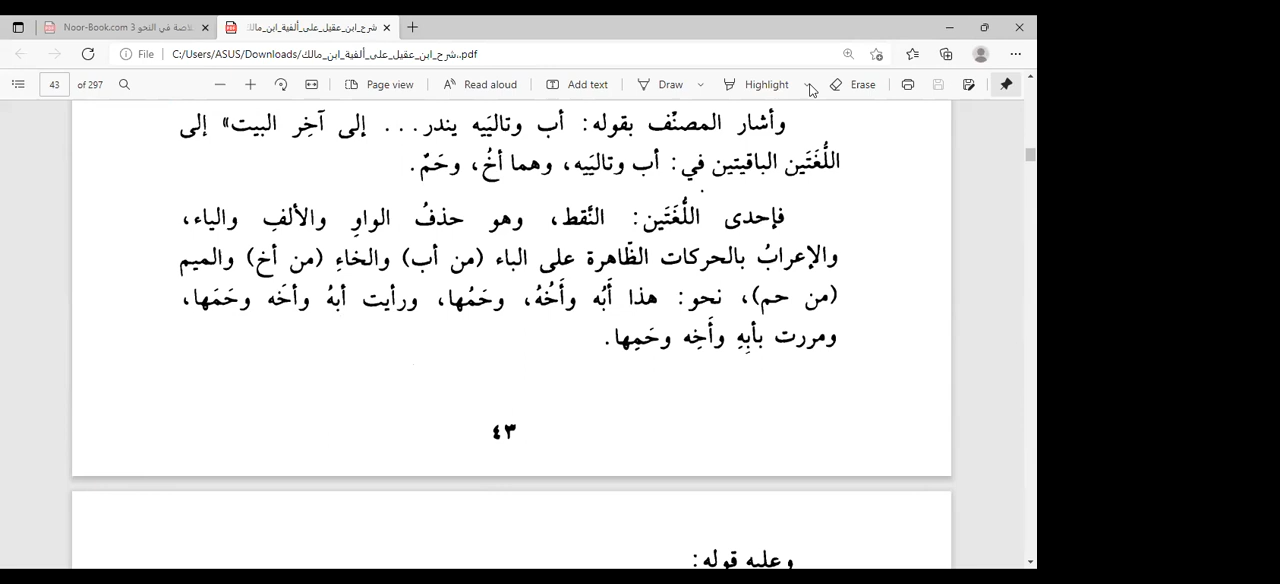 Noor-Book.com لاصة في النحو 3
شرح_ابن_عقيل_على_ألفية_ابن_مالك
File C:/Users/ASUS/Downloads/شرح_ابن_عقيل_على_ألفية_ابن_مالك..pdf
43 of 297 Page view Read aloud Add text Draw Highlight Erase
وأشار المصنّف بقوله: أب وتالَيَيه يندر... إلى آخِر البيت» إلى
اللُّغَتَين الباقيتين في: أب وتاليَيه، وهما أخُ، وحَمٌ.
فإحدى اللُّغَتَين: النَّقط، وهو حذفُ الواوِ والألفِ والياء،
والإعرابُ بالحركات الظّاهرة على الباء (من أب) والخاءِ (من أخ) والميم
(من حم)، نحو: هذا أَبُه وأَخُهُ، وحَمُها، ورأيت أبهُ وأخَه وحَمَها،
ومررت بأبِهِ وأَخِه وحَمِها.
٤٣
وعليه قوله: